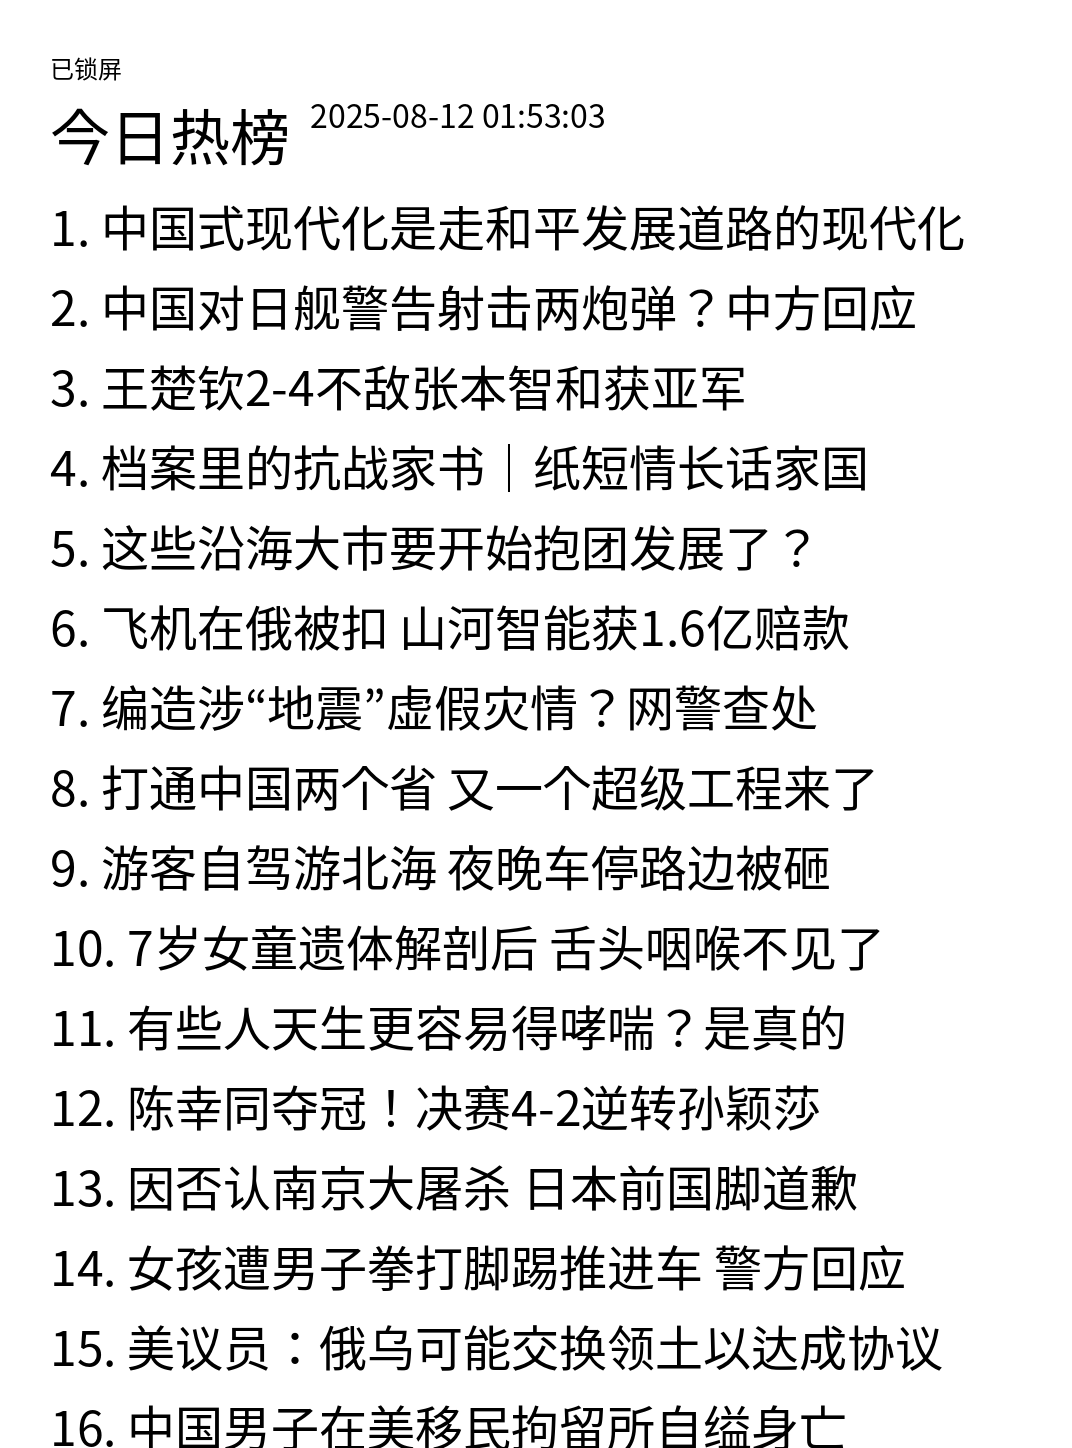 已锁屏
今日热榜 2025-08-12 01:53:03
1. 中国式现代化是走和平发展道路的现代化
2. 中国对日舰警告射击两炮弹？中方回应
3. 王楚钦2-4不敌张本智和获亚军
4. 档案里的抗战家书｜纸短情长话家国
5. 这些沿海大市要开始抱团发展了？
6. 飞机在俄被扣 山河智能获1.6亿赔款
7. 编造涉“地震”虚假灾情？网警查处
8. 打通中国两个省 又一个超级工程来了
9. 游客自驾游北海 夜晚车停路边被砸
10. 7岁女童遗体解剖后 舌头咽喉不见了
11. 有些人天生更容易得哮喘？是真的
12. 陈幸同夺冠！决赛4-2逆转孙颖莎
13. 因否认南京大屠杀 日本前国脚道歉
14. 女孩遭男子拳打脚踢推进车 警方回应
15. 美议员：俄乌可能交换领土以达成协议
16. 中国男子在美移民拘留所自缢身亡